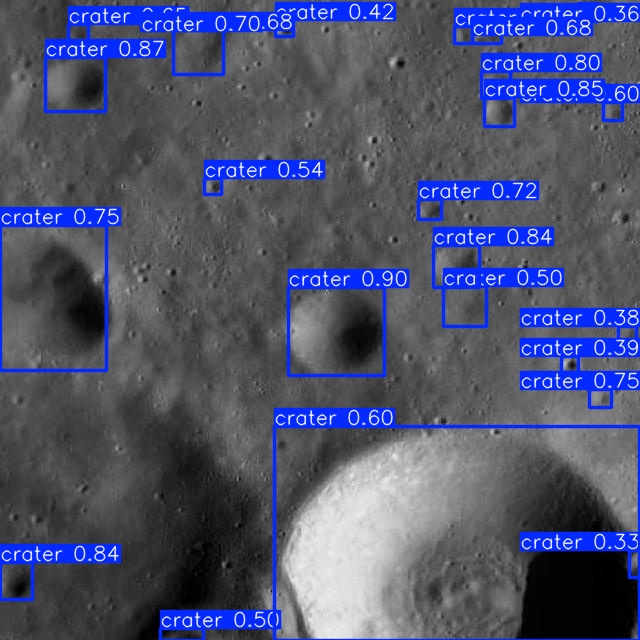 crater 0.42
crater 0.36
crater 0.70
.68
crater 0.68
crater 0.87
crater 0.80
crater 0.85
.60
crater 0.54
crater 0.72
crater 0.75
crater 0.84
crater 0.90
crater 0.50
crater 0.38
crater 0.39
crater 0.75
crater 0.60
crater 0.33
crater 0.84
crater 0.50